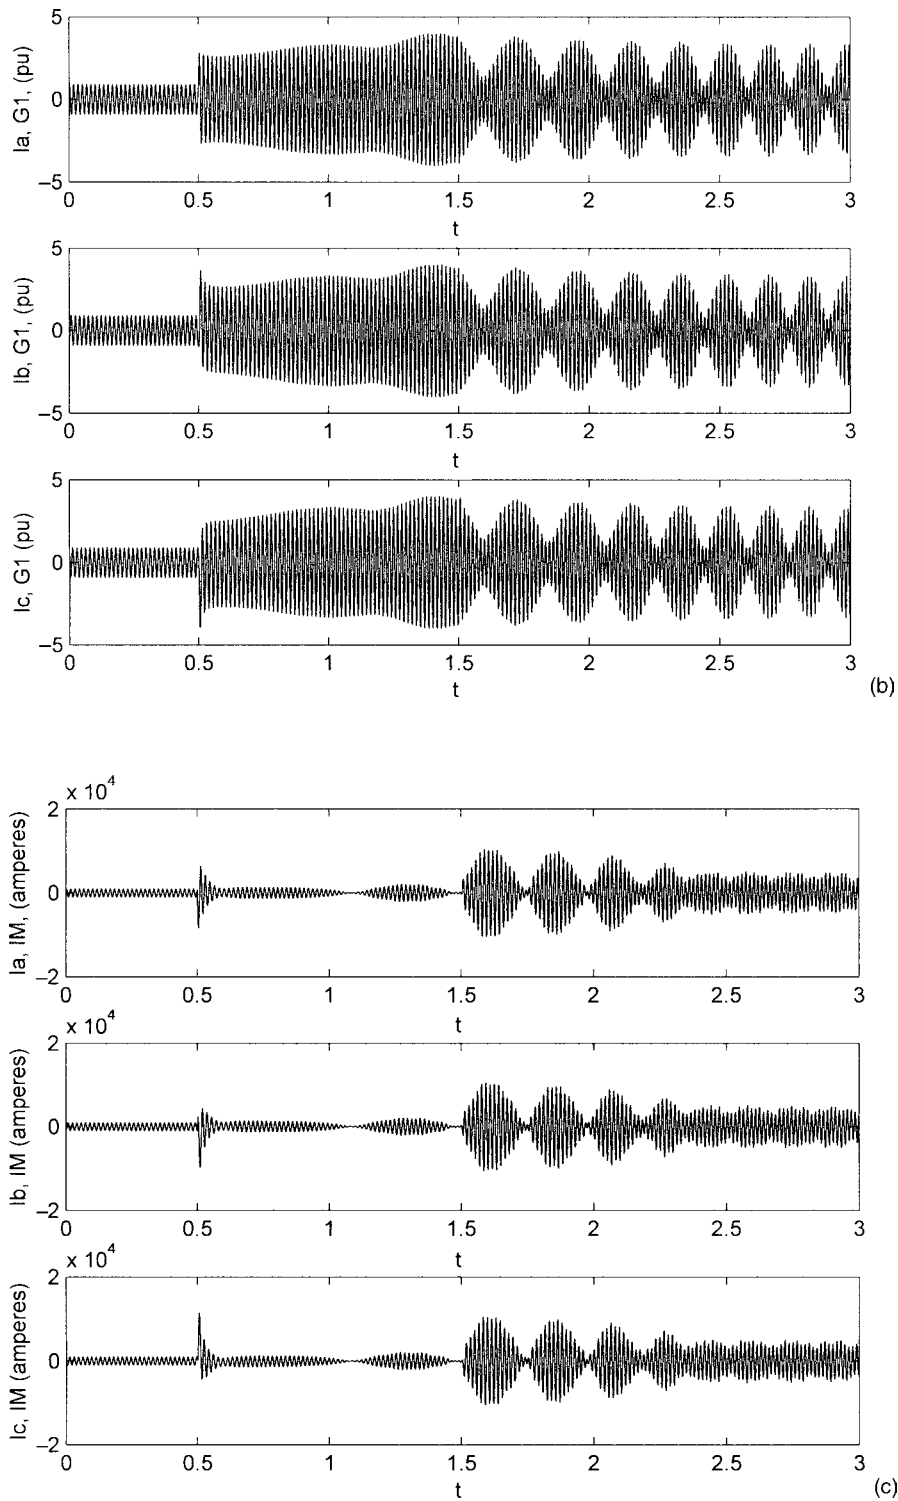 5
Ia, G1, (pu)
0
–5
0 0.5 1 1.5 2 2.5 3
t
5
Ib, G1, (pu)
0
–5
0 0.5 1 1.5 2 2.5 3
t
5
Ic, G1 (pu)
0
–5
0 0.5 1 1.5 2 2.5 3
t
(b)
x 10^4
2
Ia, IM, (amperes)
0
–2
0 0.5 1 1.5 2 2.5 3
x 10^4
t
2
Ib, IM (amperes)
0
–2
0 0.5 1 1.5 2 2.5 3
x 10^4
t
2
Ic, IM (amperes)
0
–2
0 0.5 1 1.5 2 2.5 3
t
(c)